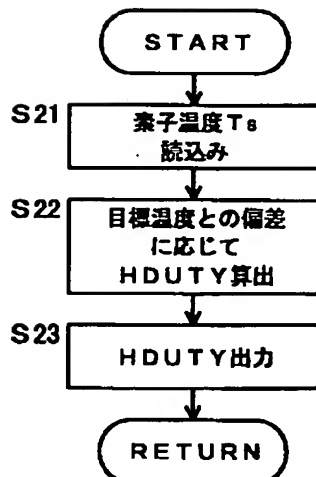 START
S21
素子温度Ts
読込み
S22
目標温度との偏差
に応じて
HDUTY算出
S23
HDUTY出力
RETURN